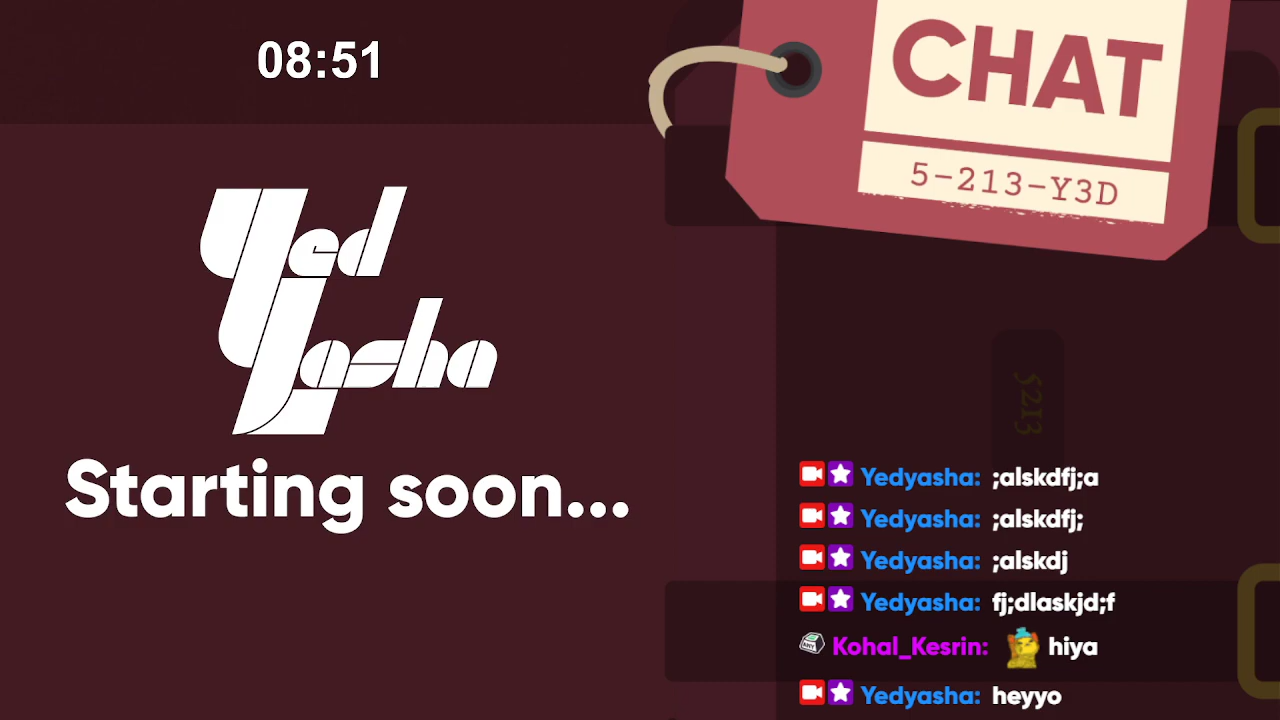 08:51
CHAT
5-213-Y3D
Yed
Yasha
Starting soon...
5213
Yedyasha: ;alskdfj;a
Yedyasha: ;alskdfj;
Yedyasha: ;alskdj
Yedyasha: fj;dlaskjd;f
Kohal_Kesrin: hiya
Yedyasha: heyyo